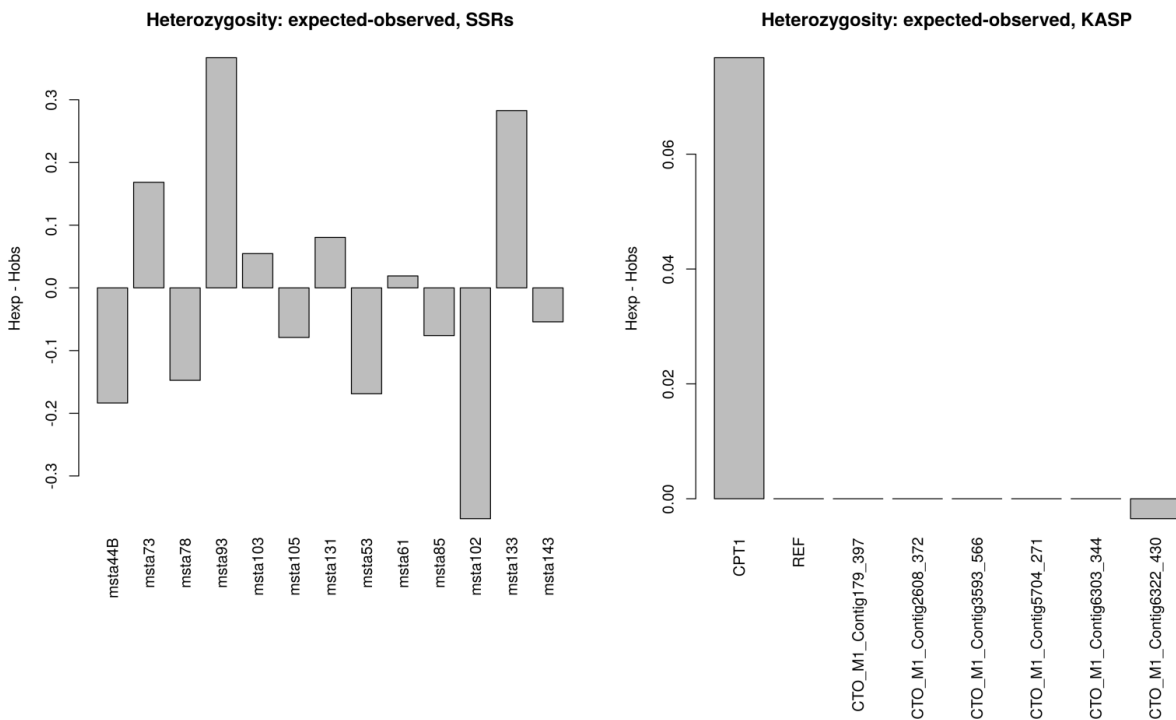 Heterozygosity: expected-observed, SSRs
Hexp - Hobs
0.3
0.2
0.1
0.0
-0.1
-0.2
-0.3
msta44B
msta73
msta78
msta93
msta103
msta105
msta131
msta53
msta61
msta85
msta102
msta133
msta143
Heterozygosity: expected-observed, KASP
Hexp - Hobs
0.06
0.04
0.02
0.00
CPT1
REF
CTO_M1_Contig179_397
CTO_M1_Contig2608_372
CTO_M1_Contig3593_566
CTO_M1_Contig5704_271
CTO_M1_Contig6303_344
CTO_M1_Contig6322_430